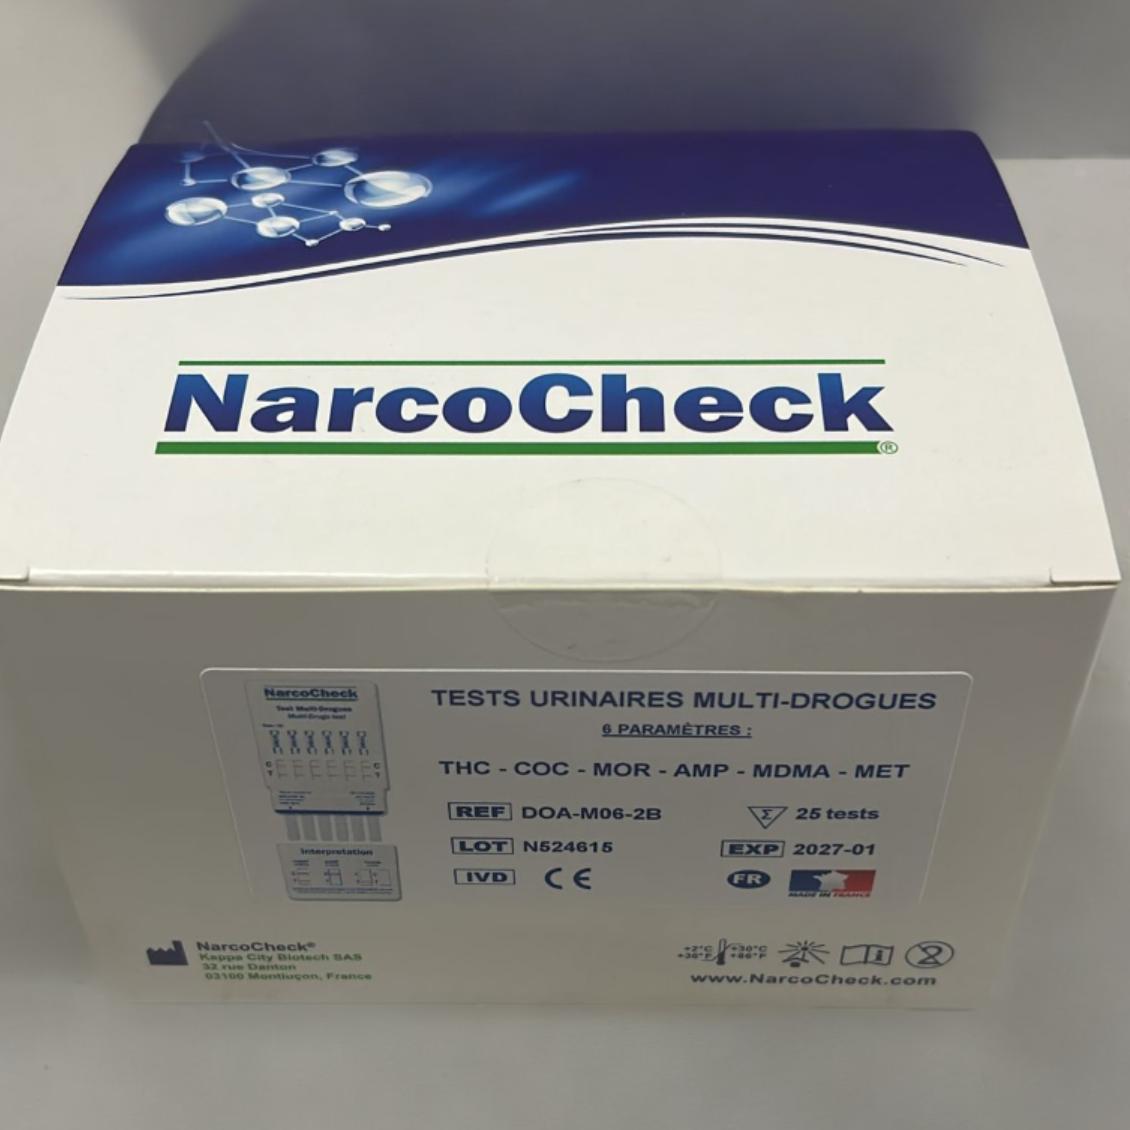 NarcoCheck
®
NarcoCheck
Test Multi-Drogues
Multi-Drugs test
C C
T T
Interpretation
TESTS URINAIRES MULTI-DROGUES
6 PARAMÈTRES :
THC - COC - MOR - AMP - MDMA - MET
REF DOA-M06-2B
Σ 25 tests
LOT N524615
EXP 2027-01
IVD CE
FR MADE IN FRANCE
NarcoCheck®
Kappa City Biotech SAS
32 rue Danton
03100 Montluçon, France
+2°C +30°C
+36°F +86°F
i 2
www.NarcoCheck.com